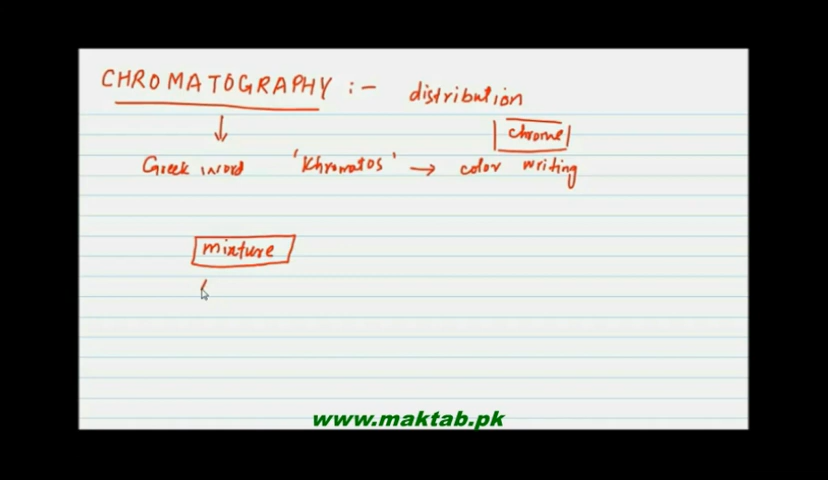 CHROMATOGRAPHY :- distribution
chrome
Greek word 'Khromatos' → color writing
mixture
www.maktab.pk